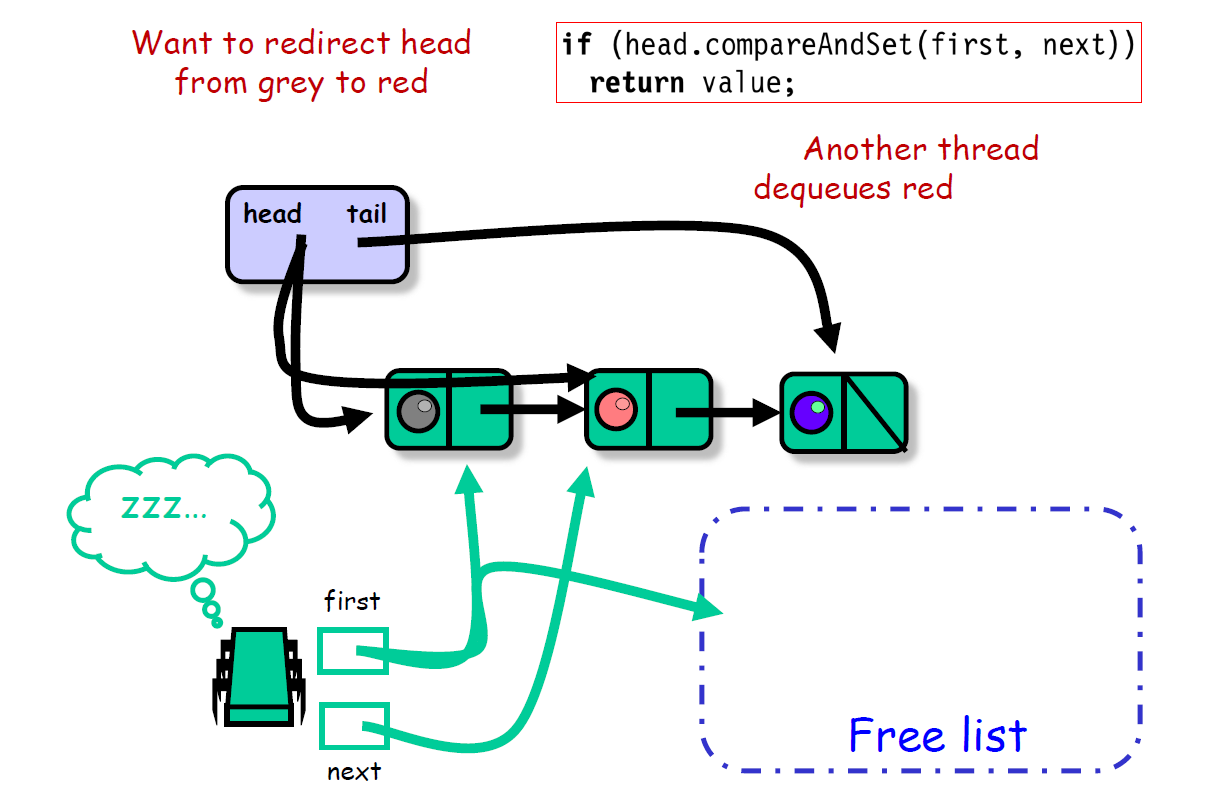 Want to redirect head
from grey to red
if (head.compareAndSet(first, next))
return value;
Another thread
dequeues red
head tail
zzz...
first
next
Free list